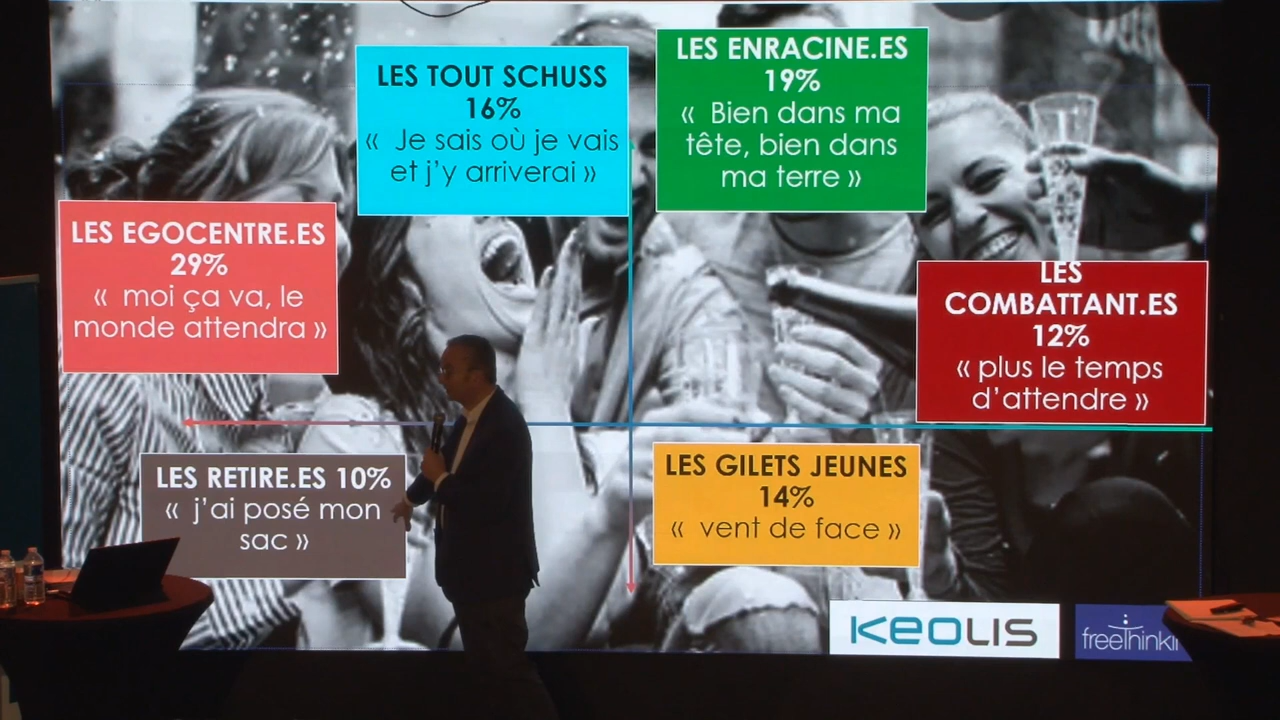 LES TOUT SCHUSS
16%
« Je sais où je vais
et j'y arriverai »
LES ENRACINE.ES
19%
« Bien dans ma
tête, bien dans
ma terre »
LES EGOCENTRE.ES
29%
« moi ça va, le
monde attendra »
LES
COMBATTANT.ES
12%
« plus le temps
d'attendre »
LES RETIRE.ES 10%
« j'ai posé mon
sac »
LES GILETS JEUNES
14%
« vent de face »
KEOLIS
freeThinkin